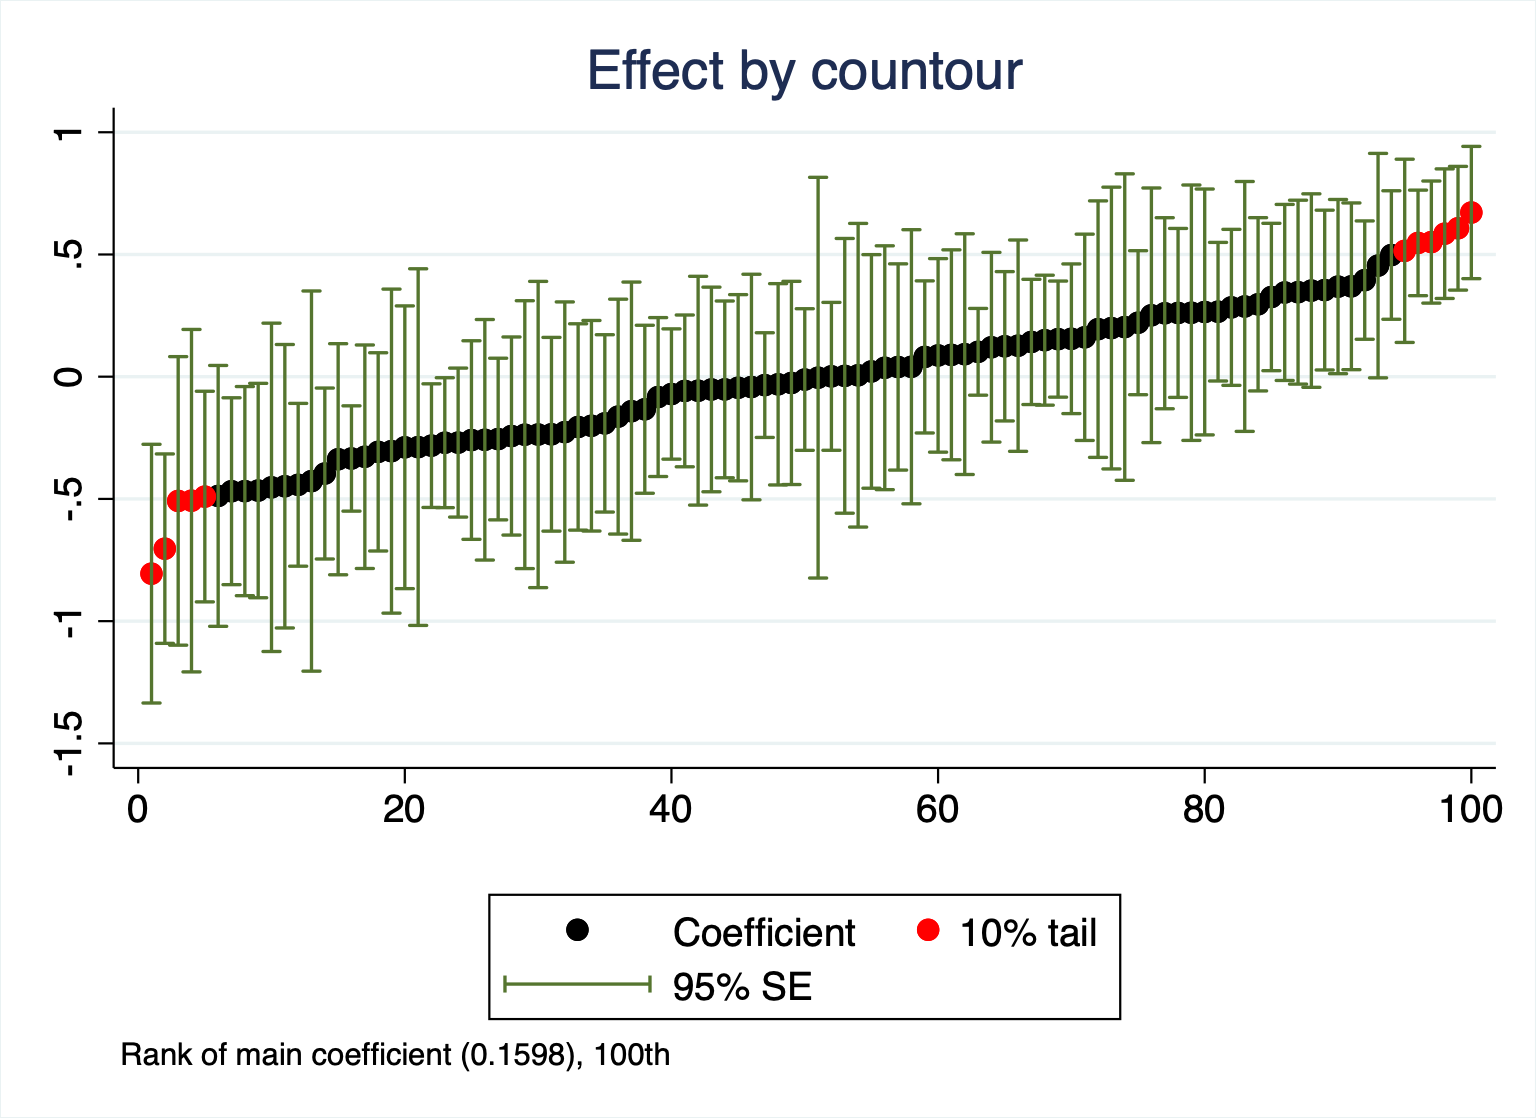 Effect by countour
1
.5
0
-.5
-1
-1.5
0 20 40 60 80 100
Coefficient 10% tail
95% SE
Rank of main coefficient (0.1598), 100th